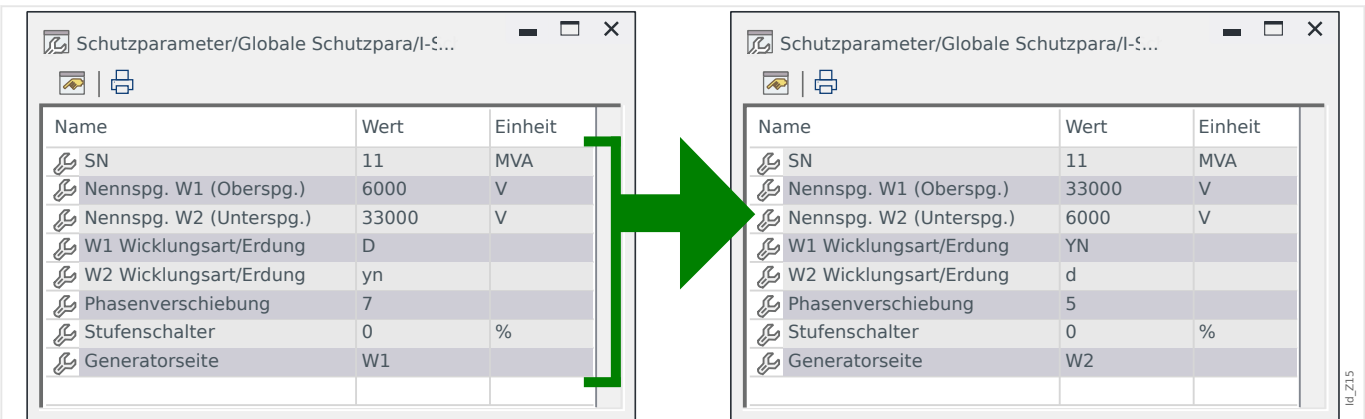 Schutzparameter/Globale Schutzpara/I-S...
Name Wert Einheit
SN 11 MVA
Nennspg. W1 (Oberspg.) 6000 V
Nennspg. W2 (Unterspg.) 33000 V
W1 Wicklungsart/Erdung D
W2 Wicklungsart/Erdung yn
Phasenverschiebung 7
Stufenschalter 0 %
Generatorseite W1
Schutzparameter/Globale Schutzpara/I-S...
Name Wert Einheit
SN 11 MVA
Nennspg. W1 (Oberspg.) 33000 V
Nennspg. W2 (Unterspg.) 6000 V
W1 Wicklungsart/Erdung YN
W2 Wicklungsart/Erdung d
Phasenverschiebung 5
Stufenschalter 0 %
Generatorseite W2
Id_Z15